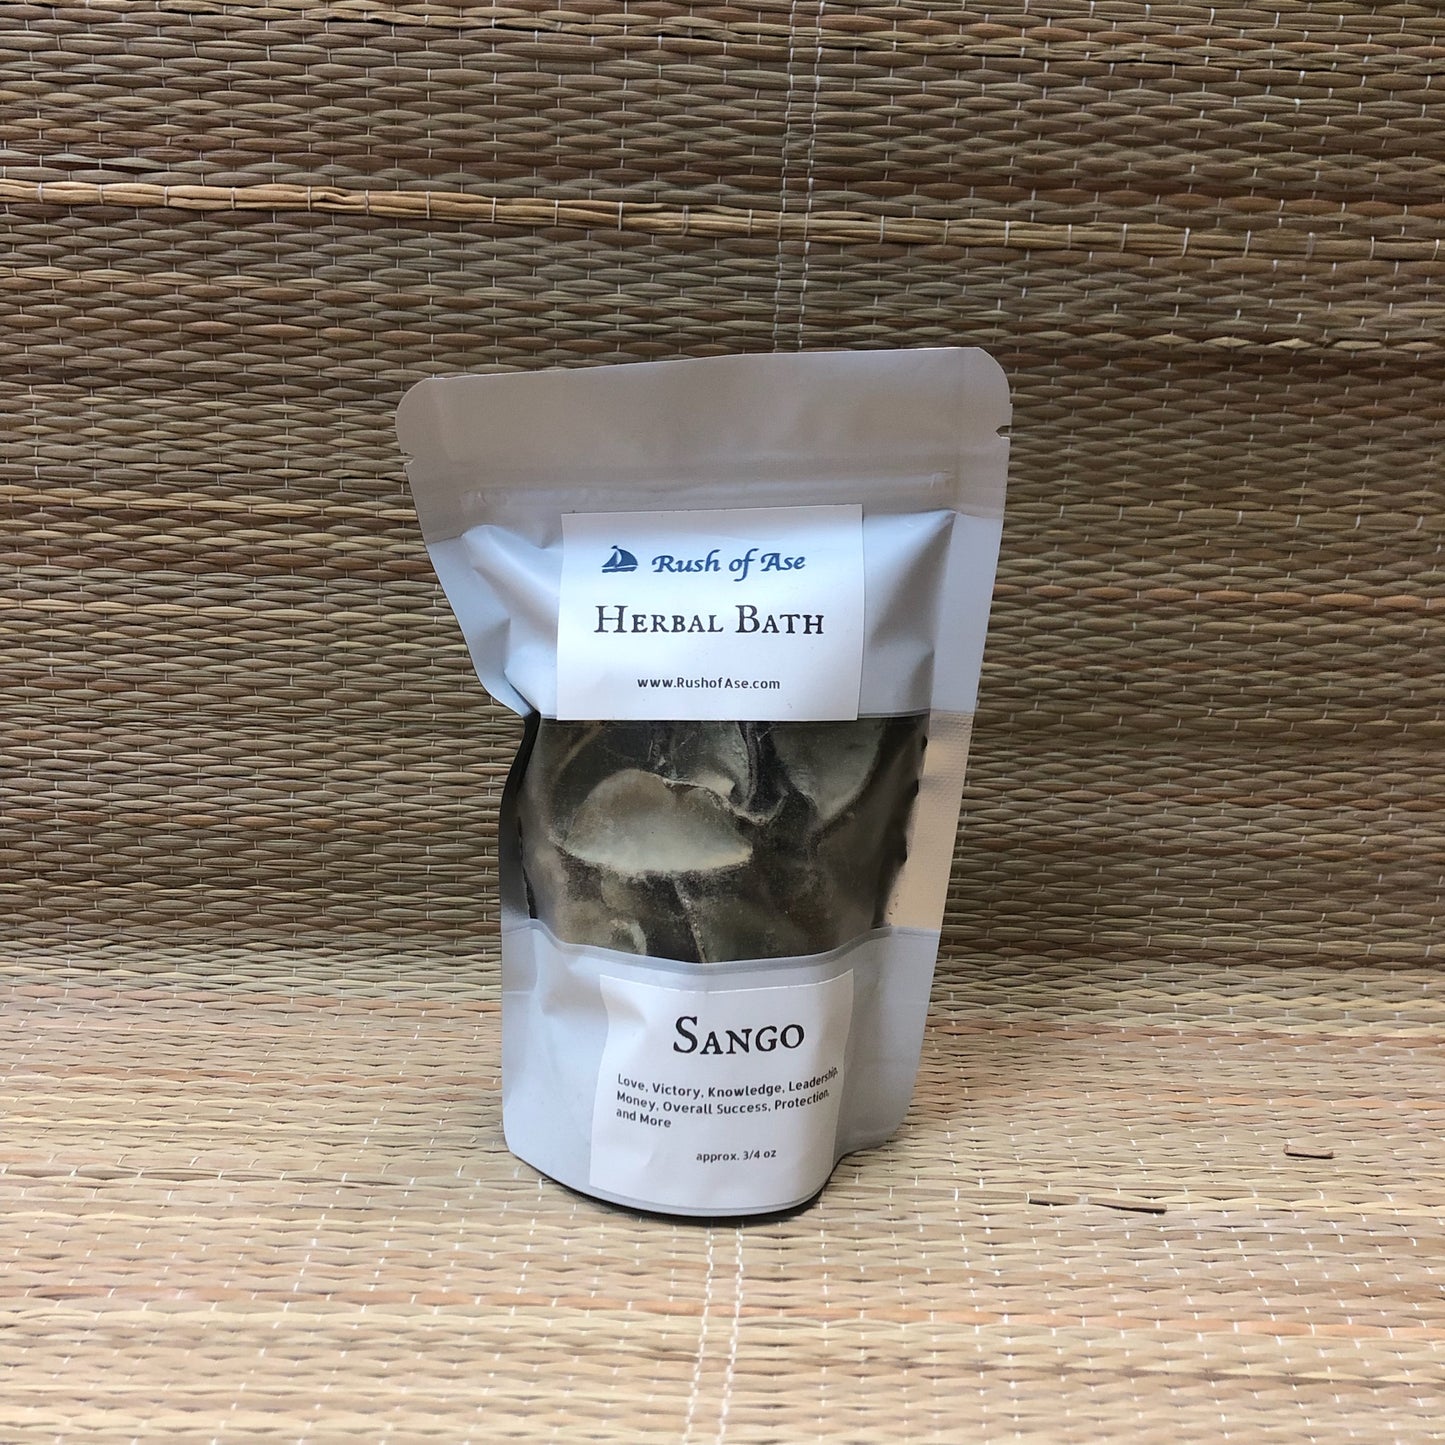 Rush of Ase
Herbal Bath
www.RushofAse.com
Sango
Love, Victory, Knowledge, Leadership,
Money, Overall Success, Protection,
and More
approx. 3/4 oz